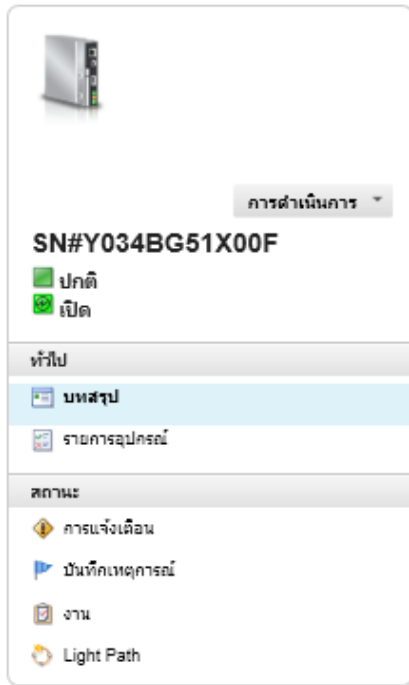 การดำเนินการ
SN#Y034BG51X00F
ปกติ
เปิด
ทั่วไป
บทสรุป
รายการอุปกรณ์
สถานะ
การแจ้งเตือน
บันทึกเหตุการณ์
งาน
Light Path